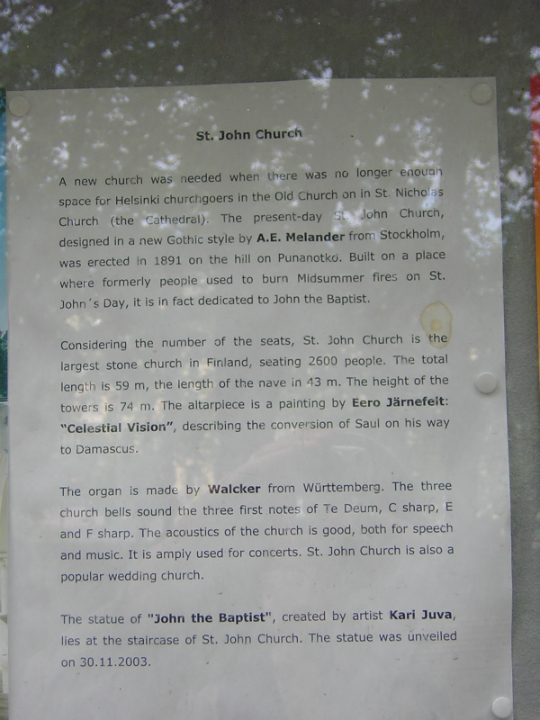 St. John Church
A new church was needed when there was no longer enough
space for Helsinki churchgoers in the Old Church on in St. Nicholas
Church (the Cathedral). The present-day St. John Church,
designed in a new Gothic style by A.E. Melander from Stockholm,
was erected in 1891 on the hill on Punanotko. Built on a place
where formerly people used to burn Midsummer fires on St.
John´s Day, it is in fact dedicated to John the Baptist.
Considering the number of the seats, St. John Church is the
largest stone church in Finland, seating 2600 people. The total
length is 59 m, the length of the nave in 43 m. The height of the
towers is 74 m. The altarpiece is a painting by Eero Järnefelt:
"Celestial Vision", describing the conversion of Saul on his way
to Damascus.
The organ is made by Walcker from Württemberg. The three
church bells sound the three first notes of Te Deum, C sharp, E
and F sharp. The acoustics of the church is good, both for speech
and music. It is amply used for concerts. St. John Church is also a
popular wedding church.
The statue of "John the Baptist", created by artist Kari Juva,
lies at the staircase of St. John Church. The statue was unveiled
on 30.11.2003.